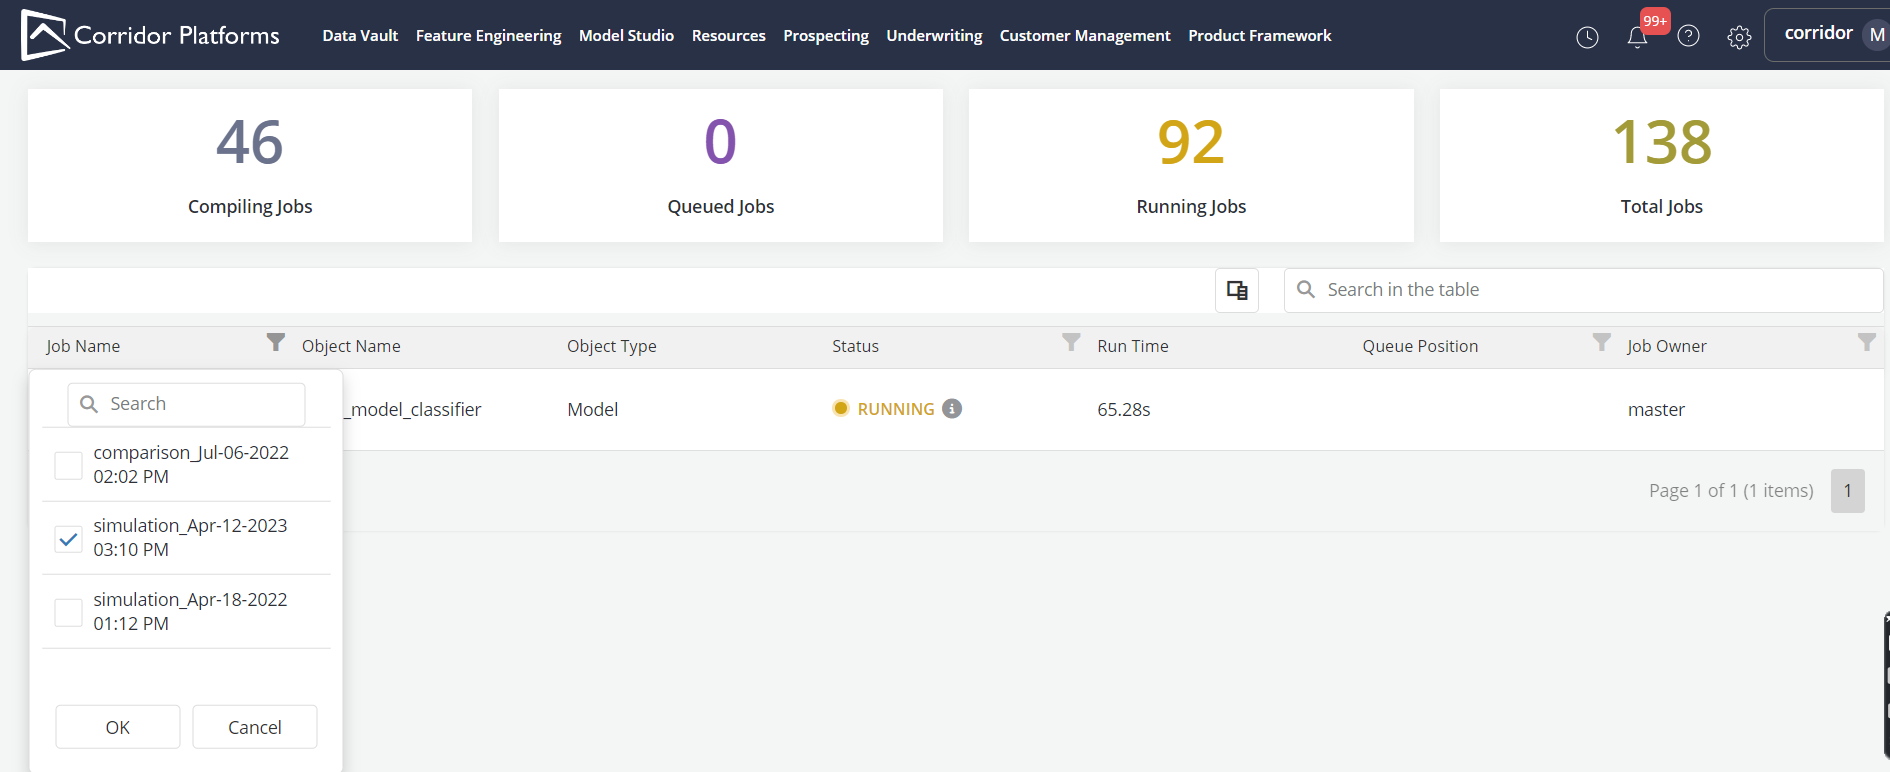 Corridor Platforms
Data Vault Feature Engineering Model Studio Resources Prospecting Underwriting Customer Management Product Framework
99+
corridor M
46
Compiling Jobs
0
Queued Jobs
92
Running Jobs
138
Total Jobs
Search in the table
Job Name Object Name Object Type Status Run Time Queue Position Job Owner
_model_classifier Model RUNNING 65.28s master
Search
comparison_Jul-06-2022
02:02 PM
simulation_Apr-12-2023
03:10 PM
simulation_Apr-18-2022
01:12 PM
OK Cancel
Page 1 of 1 (1 items) 1